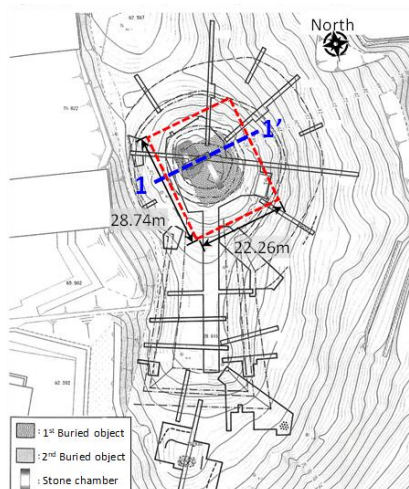 North
1
1’
28.74m
22.26m
: 1st Buried object
: 2nd Buried object
: Stone chamber